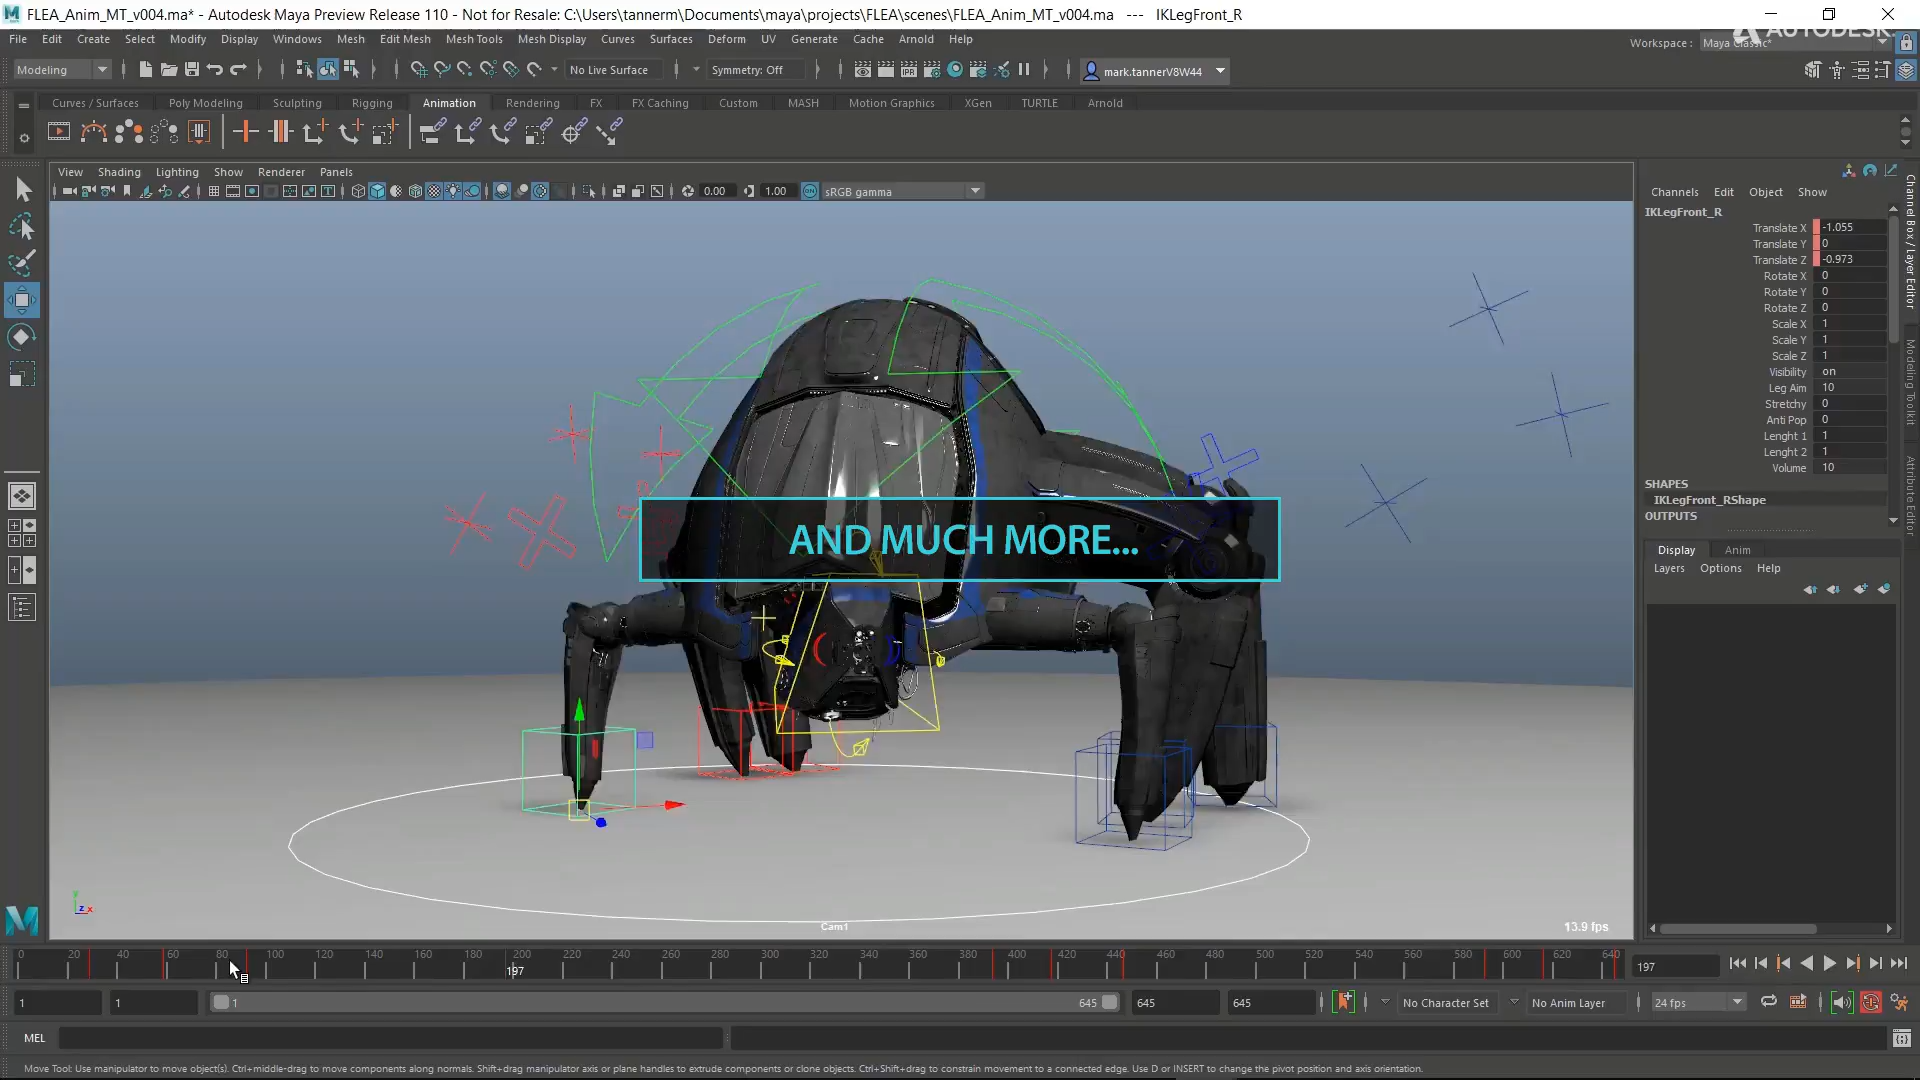 FLEA_Anim_MT_v004.ma* - Autodesk Maya Preview Release 110 - Not for Resale: C:\Users\tannerm\Documents\maya\projects\FLEA\scenes\FLEA_Anim_MT_v004.ma --- IKLegFront_R
AUTODESK
File Edit Create Select Modify Display Windows Mesh Edit Mesh Mesh Tools Mesh Display Curves Surfaces Deform UV Generate Cache Arnold Help
Workspace : Maya Classic*
Modeling No Live Surface Symmetry: Off IPR mark.tannerV8W44
Curves / Surfaces Poly Modeling Sculpting Rigging Animation Rendering FX FX Caching Custom MASH Motion Graphics XGen TURTLE Arnold
View Shading Lighting Show Renderer Panels
0.00 1.00 ON sRGB gamma
Channels Edit Object Show
IKLegFront_R
Translate X -1.055
Translate Y 0
Translate Z -0.973
Rotate X 0
Rotate Y 0
Rotate Z 0
Scale X 1
Scale Y 1
Scale Z 1
Visibility on
Leg Aim 10
Stretchy 0
Anti Pop 0
Lenght 1 1
Lenght 2 1
Volume 10
SHAPES
IKLegFront_RShape
OUTPUTS
Display Anim
Layers Options Help
Channel Box / Layer Editor
Modeling Toolkit
Attribute Editor
AND MUCH MORE...
y
z x
Cam1
13.9 fps
0 20 40 60 80 100 120 140 160 180 200 220 240 260 280 300 320 340 360 380 400 420 440 460 480 500 520 540 560 580 600 620 640
197
197
1 1 1 645 645 645 No Character Set No Anim Layer 24 fps
MEL
Move Tool: Use manipulator to move object(s). Ctrl+middle-drag to move components along normals. Shift+drag manipulator axis or plane handles to extrude components or clone objects. Ctrl+Shift+drag to constrain movement to a connected edge. Use D or INSERT to change the pivot position and axis orientation.